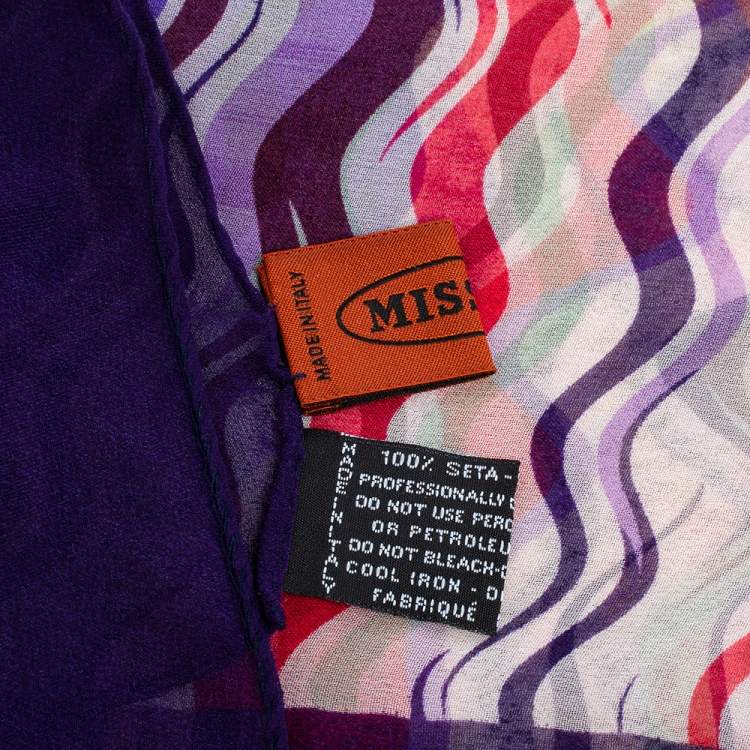 MADE IN ITALY
MISS
MADE IN ITALY
100% SETA -
PROFESSIONALLY
DO NOT USE PERC
OR PETROLEU
DO NOT BLEACH-
COOL IRON -
FABRIQUÉ